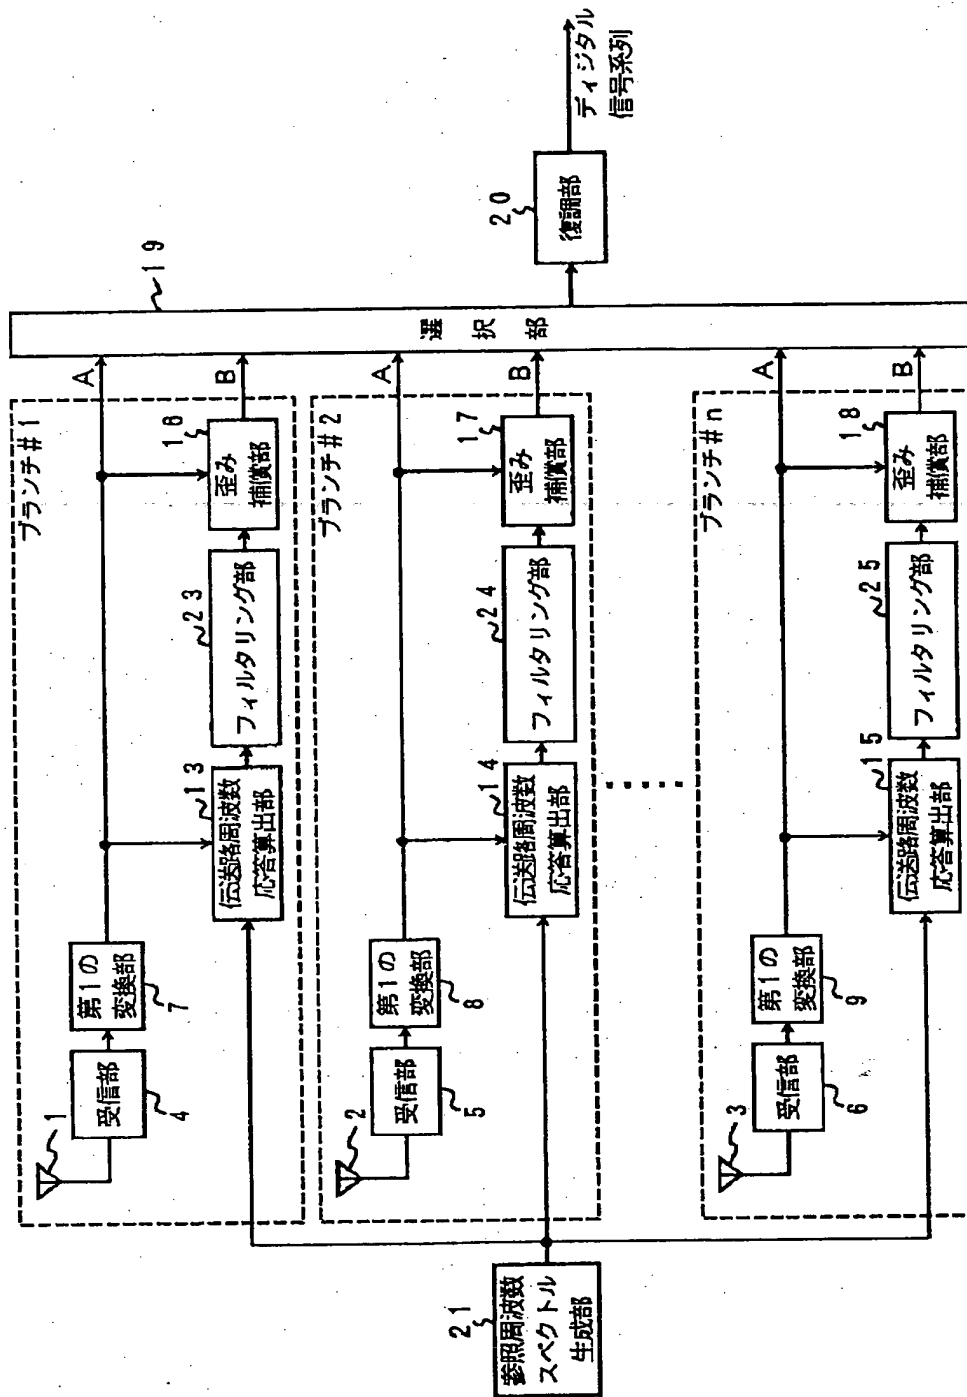 ブランチ#1
1
受信部
4
第1の
変換部
7
伝送路周波数
応答算出部
13
フィルタリング部
23
歪み
補償部
16
A
B
ブランチ#2
2
受信部
5
第1の
変換部
8
伝送路周波数
応答算出部
14
フィルタリング部
24
歪み
補償部
17
A
B
ブランチ#n
3
受信部
6
第1の
変換部
9
伝送路周波数
応答算出部
15
フィルタリング部
25
歪み
補償部
18
A
B
21
参照周波数
スペクトル
生成部
19
選択部
20
復調部
ディジタル
信号系列